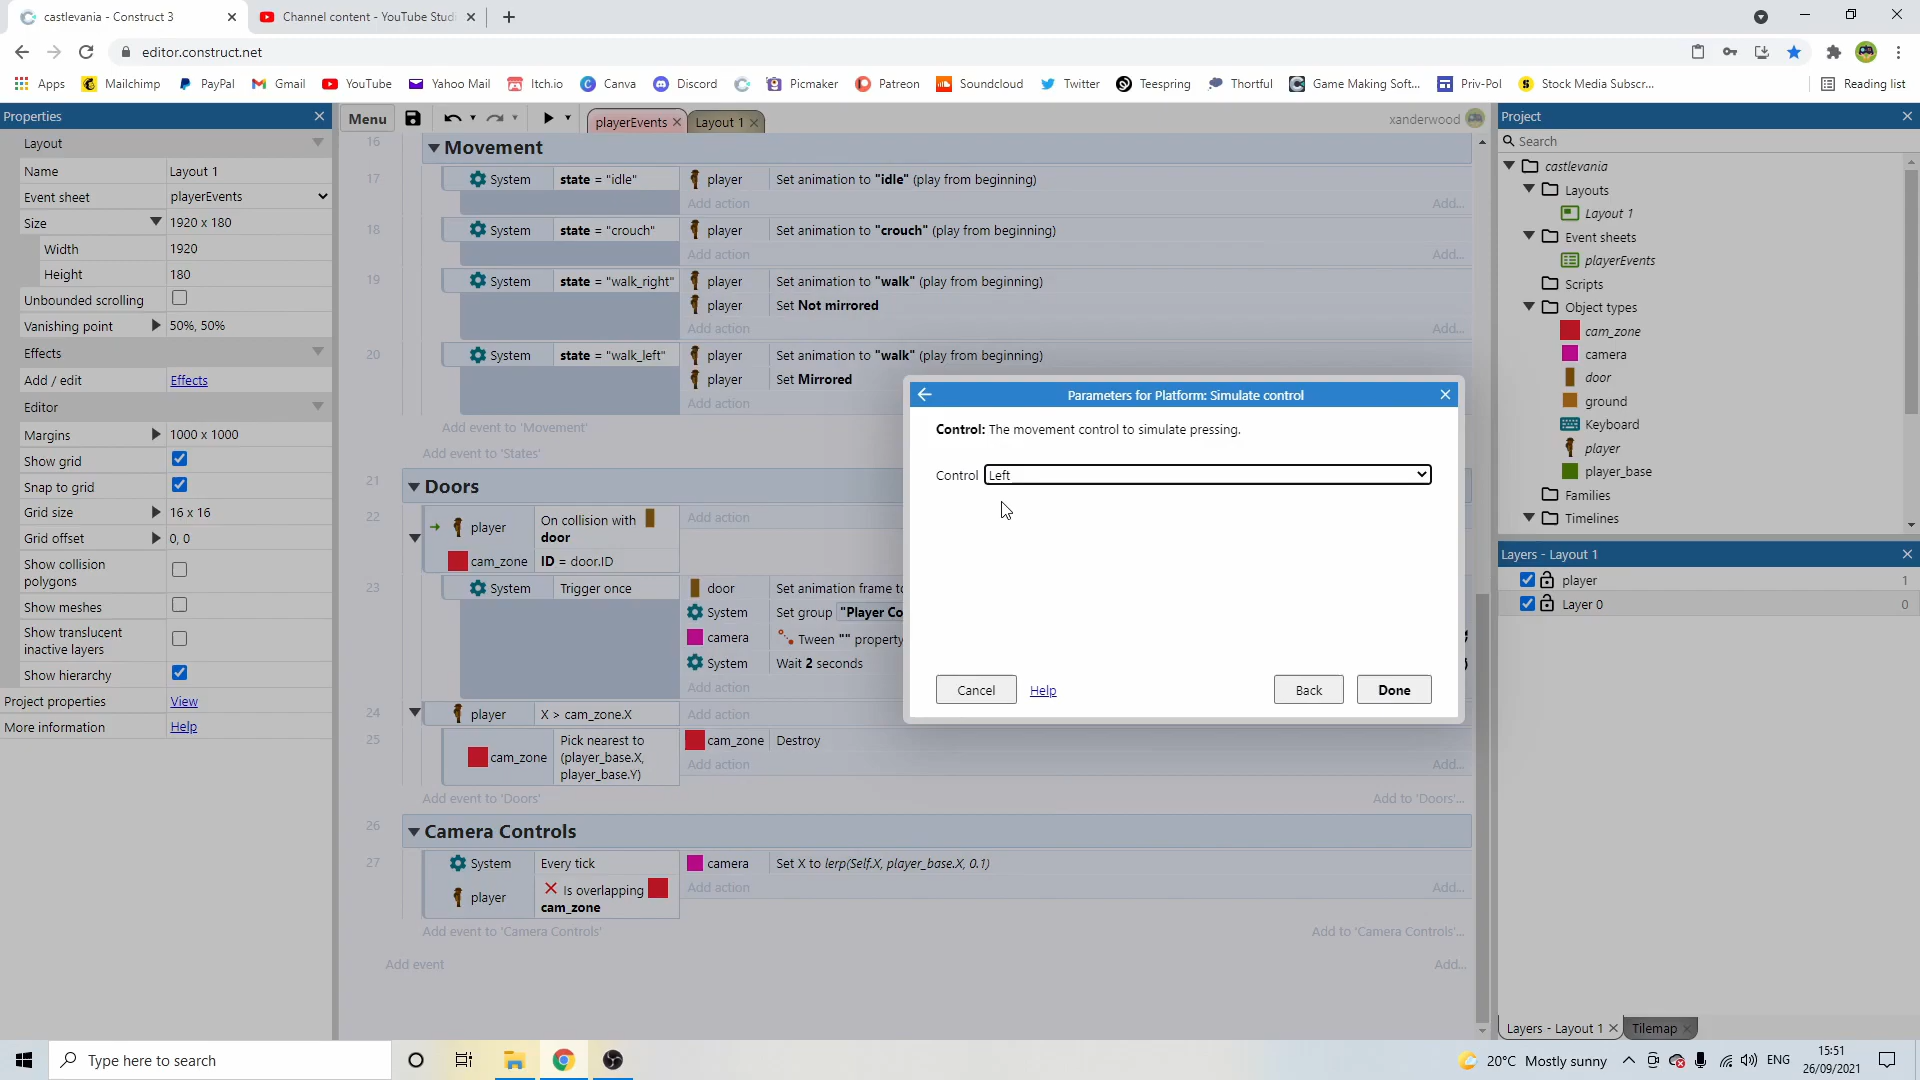 castlevania - Construct 3
Channel content - YouTube Stud
editor.construct.net
Apps Mailchimp PayPal Gmail YouTube Yahoo Mail Itch.io Canva Discord Picmaker Patreon Soundcloud Twitter Teespring Thortful Game Making Soft... Priv-Pol Stock Media Subscr... Reading list
Properties
Layout
Name Layout 1
Event sheet playerEvents
Size 1920 x 180
Width 1920
Height 180
Unbounded scrolling
Vanishing point 50%, 50%
Effects
Add / edit Effects
Editor
Margins 1000 x 1000
Show grid
Snap to grid
Grid size 16 x 16
Grid offset 0, 0
Show collision
polygons
Show meshes
Show translucent
inactive layers
Show hierarchy
Project properties View
More information Help
Menu
playerEvents Layout 1 xanderwood
16 Movement
17 System state = "idle" player Set animation to "idle" (play from beginning)
Add action Add...
18 System state = "crouch" player Set animation to "crouch" (play from beginning)
Add action Add...
19 System state = "walk_right" player Set animation to "walk" (play from beginning)
player Set Not mirrored
Add action Add...
20 System state = "walk_left" player Set animation to "walk" (play from beginning)
player Set Mirrored
Add action
Add event to 'Movement'
Add event to 'States'
21 Doors
22 player On collision with
door
Add action
cam_zone ID = door.ID
23 System Trigger once door Set animation frame to
System Set group "Player Co
camera Tween "" property
System Wait 2 seconds
Add action
24 player X > cam_zone.X Add action
25 cam_zone Pick nearest to
(player_base.X,
player_base.Y)
cam_zone Destroy
Add action Add...
Add event to 'Doors' Add to 'Doors'...
26 Camera Controls
27 System Every tick camera Set X to lerp(Self.X, player_base.X, 0.1)
Add action Add...
player Is overlapping
cam_zone
Add event to 'Camera Controls' Add to 'Camera Controls'...
Add event Add...
Parameters for Platform: Simulate control
Control: The movement control to simulate pressing.
Control Left
Cancel Help Back Done
Project
Search
castlevania
Layouts
Layout 1
Event sheets
playerEvents
Scripts
Object types
cam_zone
camera
door
ground
Keyboard
player
player_base
Families
Timelines
Layers - Layout 1
player 1
Layer 0 0
Layers - Layout 1 Tilemap
Type here to search
20°C Mostly sunny ENG
15:51
26/09/2021